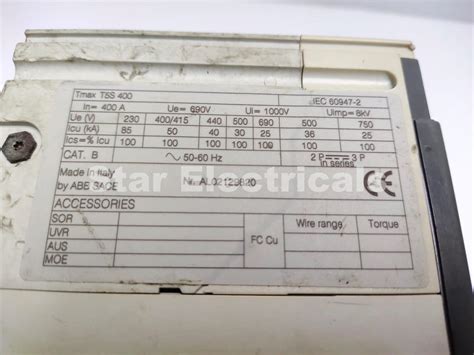 Tmax T5S 400 IEC 60947-2
In= 400 A Ue= 690V Ui= 1000V Uimp= 8kV
Ue (V) 230 400/415 440 500 690 500 750
Icu (kA) 85 50 40 30 25 36 25
Ics=% Icu 100 100 100 100 100 100 100
CAT. B ~ 50-60 Hz 2 P 3 P in series
Made in Italy by ABB SACE Nr. AL02129820 CE
tar Electrical
ACCESSORIES
SOR
UVR
AUS
MOE
FC Cu
Wire range
Torque